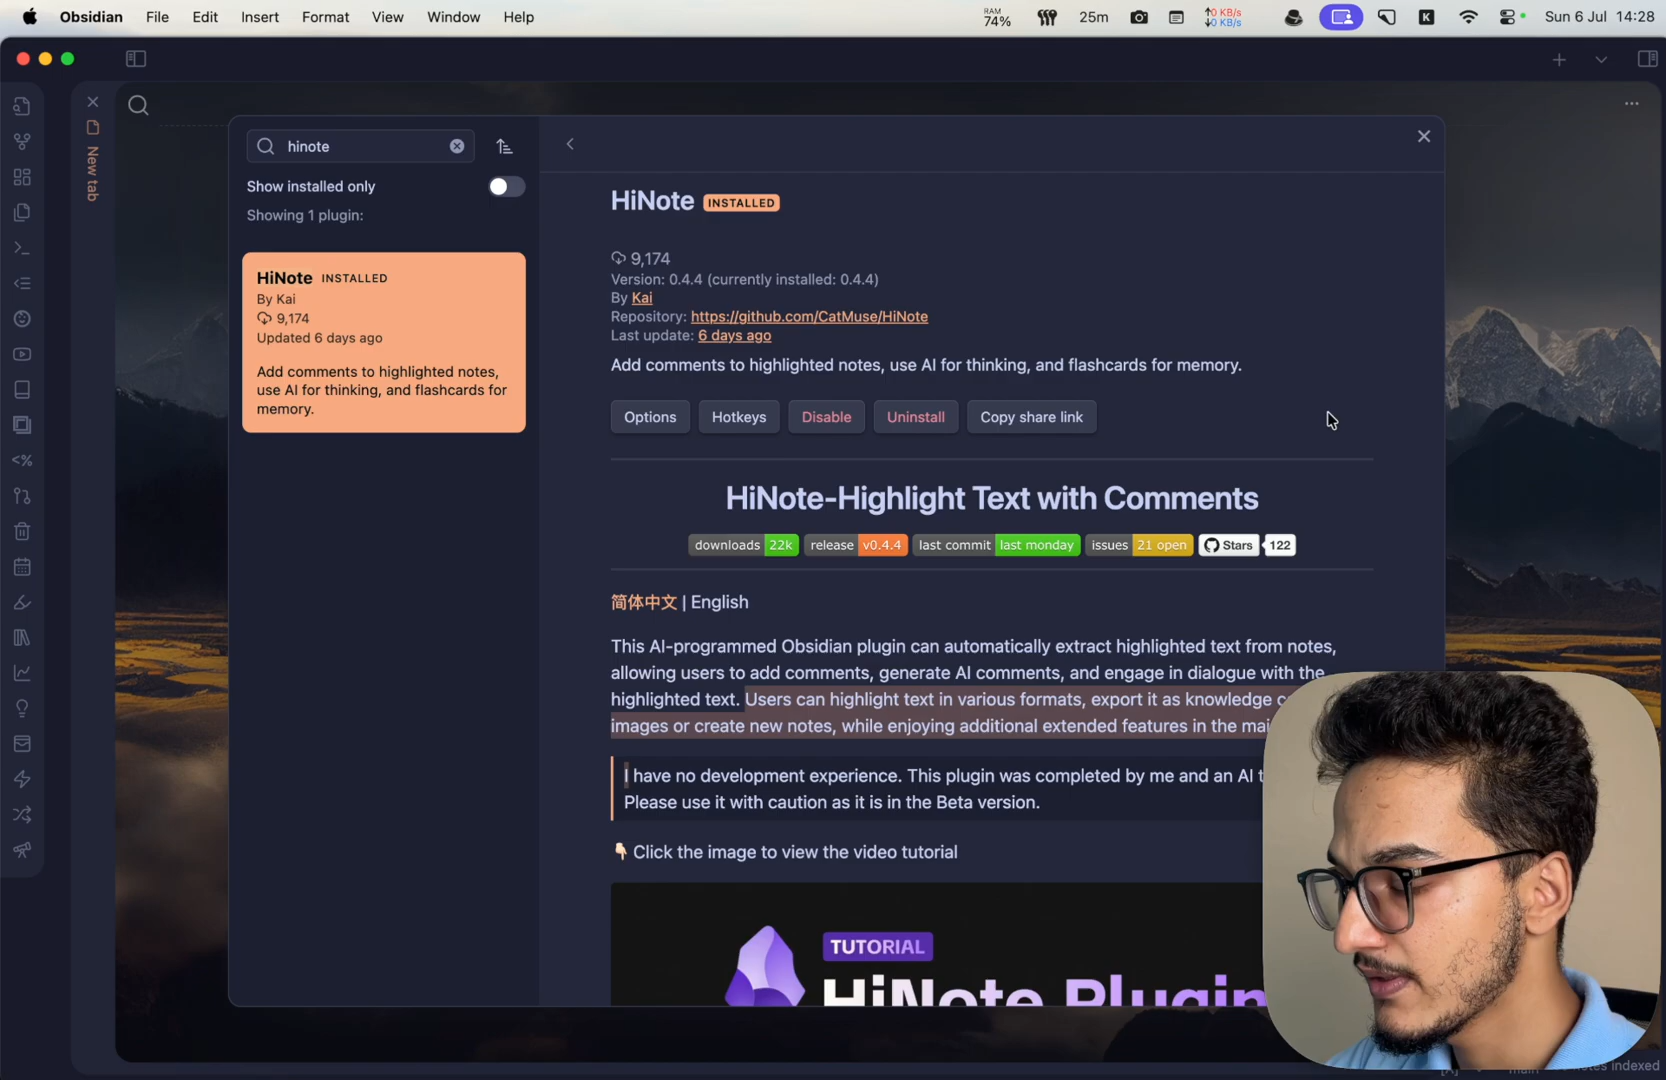 Obsidian File Edit Insert Format View Window Help
RAM 74% 25m 0 KB/s 0 KB/s K Sun 6 Jul 14:28
New tab
hinote
Show installed only
Showing 1 plugin:
HiNote INSTALLED
By Kai
9,174
Updated 6 days ago
Add comments to highlighted notes,
use AI for thinking, and flashcards for
memory.
HiNote INSTALLED
9,174
Version: 0.4.4 (currently installed: 0.4.4)
By Kai
Repository: https://github.com/CatMuse/HiNote
Last update: 6 days ago
Add comments to highlighted notes, use AI for thinking, and flashcards for memory.
Options Hotkeys Disable Uninstall Copy share link
HiNote-Highlight Text with Comments
downloads 22k release v0.4.4 last commit last monday issues 21 open Stars 122
简体中文 | English
This AI-programmed Obsidian plugin can automatically extract highlighted text from notes,
allowing users to add comments, generate AI comments, and engage in dialogue with the
highlighted text. Users can highlight text in various formats, export it as knowledge
images or create new notes, while enjoying additional extended features in the
I have no development experience. This plugin was completed by me and an AI
Please use it with caution as it is in the Beta version.
👇🏻 Click the image to view the video tutorial
TUTORIAL
HiNote Plugin
indexed